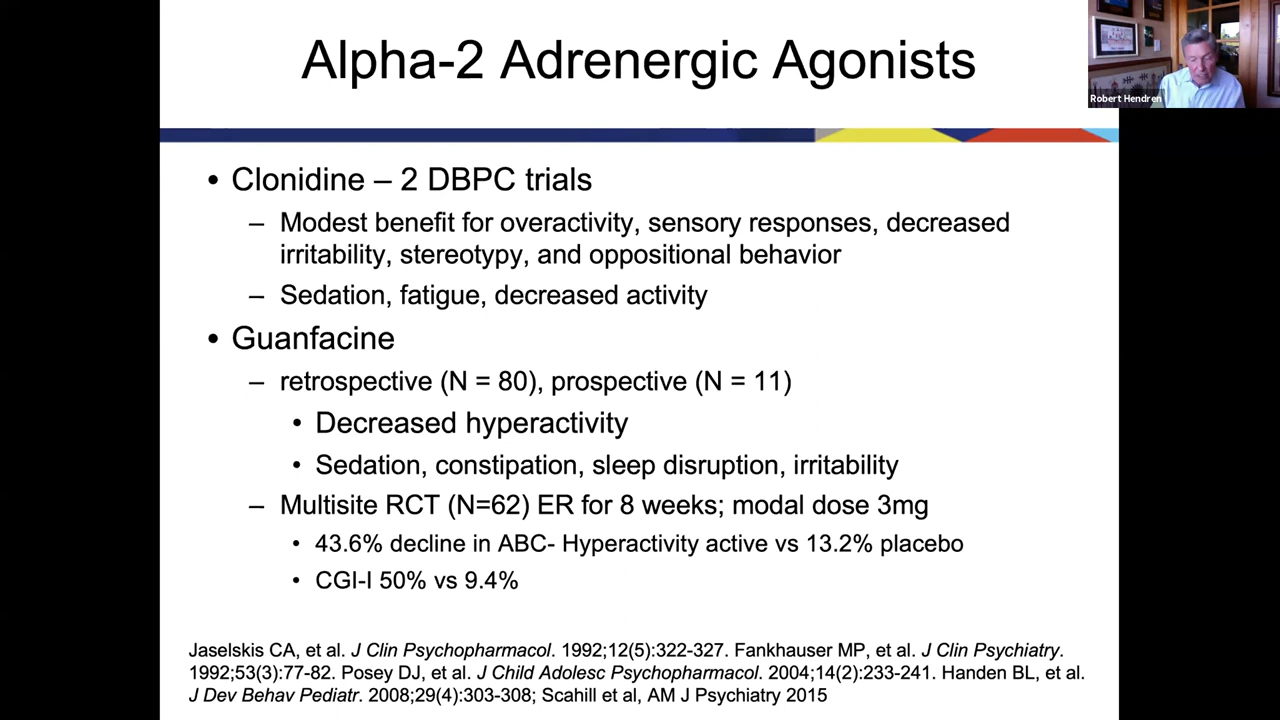 Alpha-2 Adrenergic Agonists
Robert Hendren
• Clonidine – 2 DBPC trials
– Modest benefit for overactivity, sensory responses, decreased
irritability, stereotypy, and oppositional behavior
– Sedation, fatigue, decreased activity
• Guanfacine
– retrospective (N = 80), prospective (N = 11)
• Decreased hyperactivity
• Sedation, constipation, sleep disruption, irritability
– Multisite RCT (N=62) ER for 8 weeks; modal dose 3mg
• 43.6% decline in ABC- Hyperactivity active vs 13.2% placebo
• CGI-I 50% vs 9.4%
Jaselskis CA, et al. J Clin Psychopharmacol. 1992;12(5):322-327. Fankhauser MP, et al. J Clin Psychiatry.
1992;53(3):77-82. Posey DJ, et al. J Child Adolesc Psychopharmacol. 2004;14(2):233-241. Handen BL, et al.
J Dev Behav Pediatr. 2008;29(4):303-308; Scahill et al, AM J Psychiatry 2015